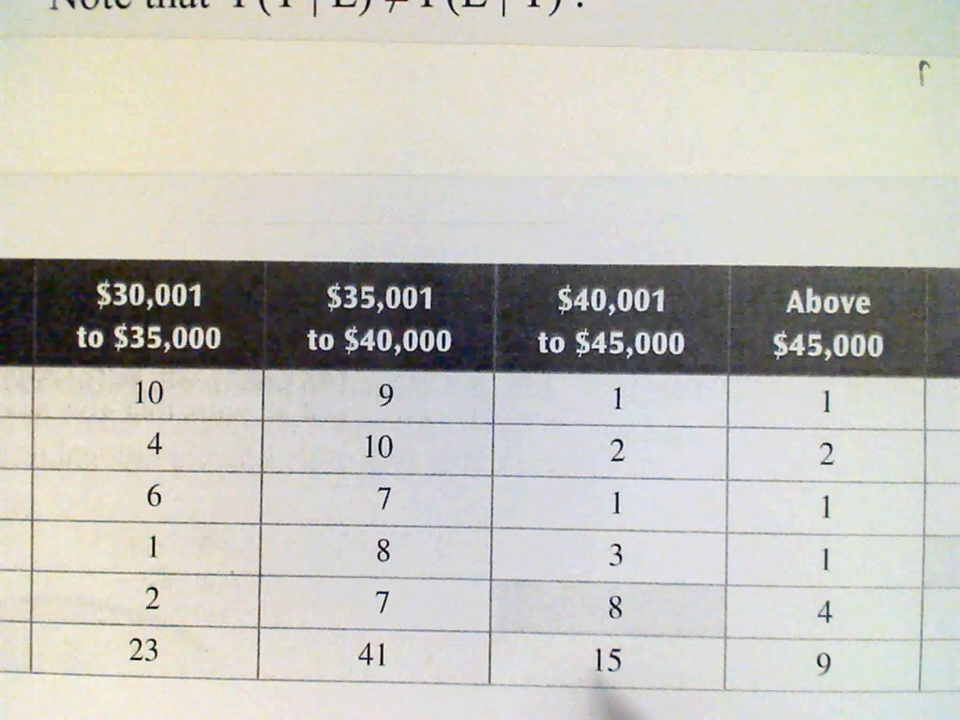 Note that P(T | E) ≠ P(E | T).
$30,001 to $35,000 $35,001 to $40,000 $40,001 to $45,000 Above $45,000
10 9 1 1
4 10 2 2
6 7 1 1
1 8 3 1
2 7 8 4
23 41 15 9